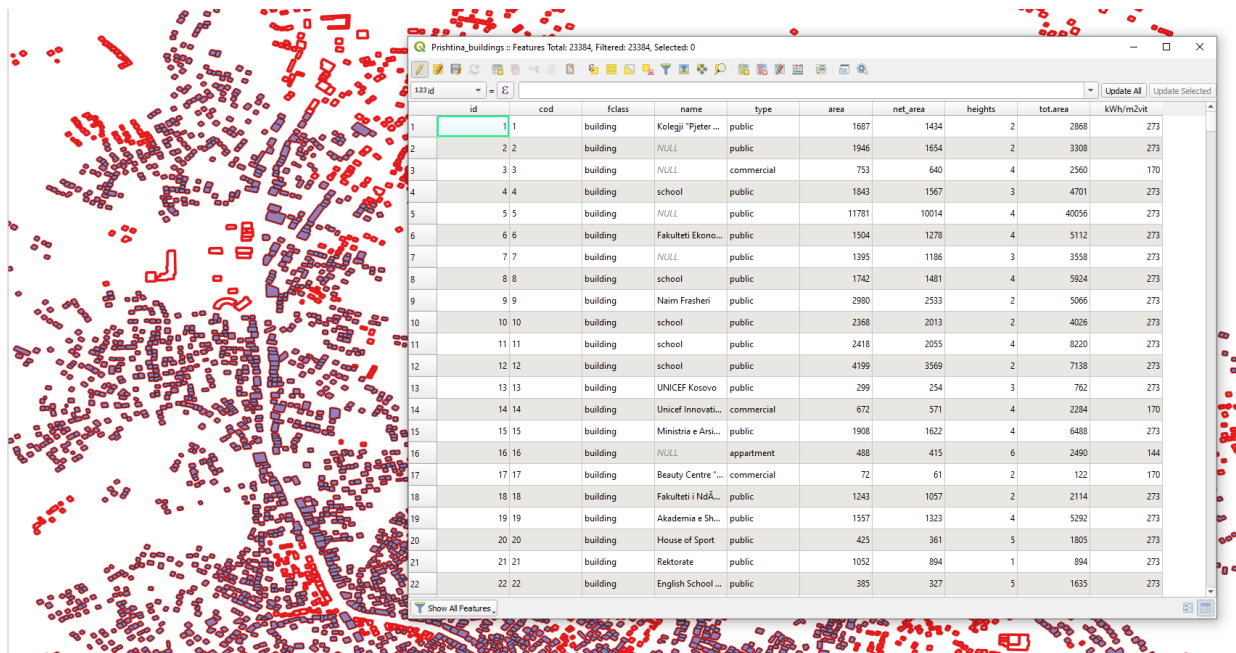 Prishtina_buildings :: Features Total: 23384, Filtered: 23384, Selected: 0
123 id = ε Update All Update Selected
id cod fclass name type area net_area heights tot.area kWh/m2vit
1 1 1 building Kolegji "Pjeter ... public 1687 1434 2 2868 273
2 2 2 building NULL public 1946 1654 2 3308 273
3 3 3 building NULL commercial 753 640 4 2560 170
4 4 4 building school public 1843 1567 3 4701 273
5 5 5 building NULL public 11781 10014 4 40056 273
6 6 6 building Fakulteti Ekono... public 1504 1278 4 5112 273
7 7 7 building NULL public 1395 1186 3 3558 273
8 8 8 building school public 1742 1481 4 5924 273
9 9 9 building Naim Frasheri public 2980 2533 2 5066 273
10 10 10 building school public 2368 2013 2 4026 273
11 11 11 building school public 2418 2055 4 8220 273
12 12 12 building school public 4199 3569 2 7138 273
13 13 13 building UNICEF Kosovo public 299 254 3 762 273
14 14 14 building Unicef Innovati... commercial 672 571 4 2284 170
15 15 15 building Ministria e Arsi... public 1908 1622 4 6488 273
16 16 16 building NULL appartment 488 415 6 2490 144
17 17 17 building Beauty Centre "... commercial 72 61 2 122 170
18 18 18 building Fakulteti i NdÃ... public 1243 1057 2 2114 273
19 19 19 building Akademia e Sh... public 1557 1323 4 5292 273
20 20 20 building House of Sport public 425 361 5 1805 273
21 21 21 building Rektorate public 1052 894 1 894 273
22 22 22 building English School ... public 385 327 5 1635 273
Show All Features